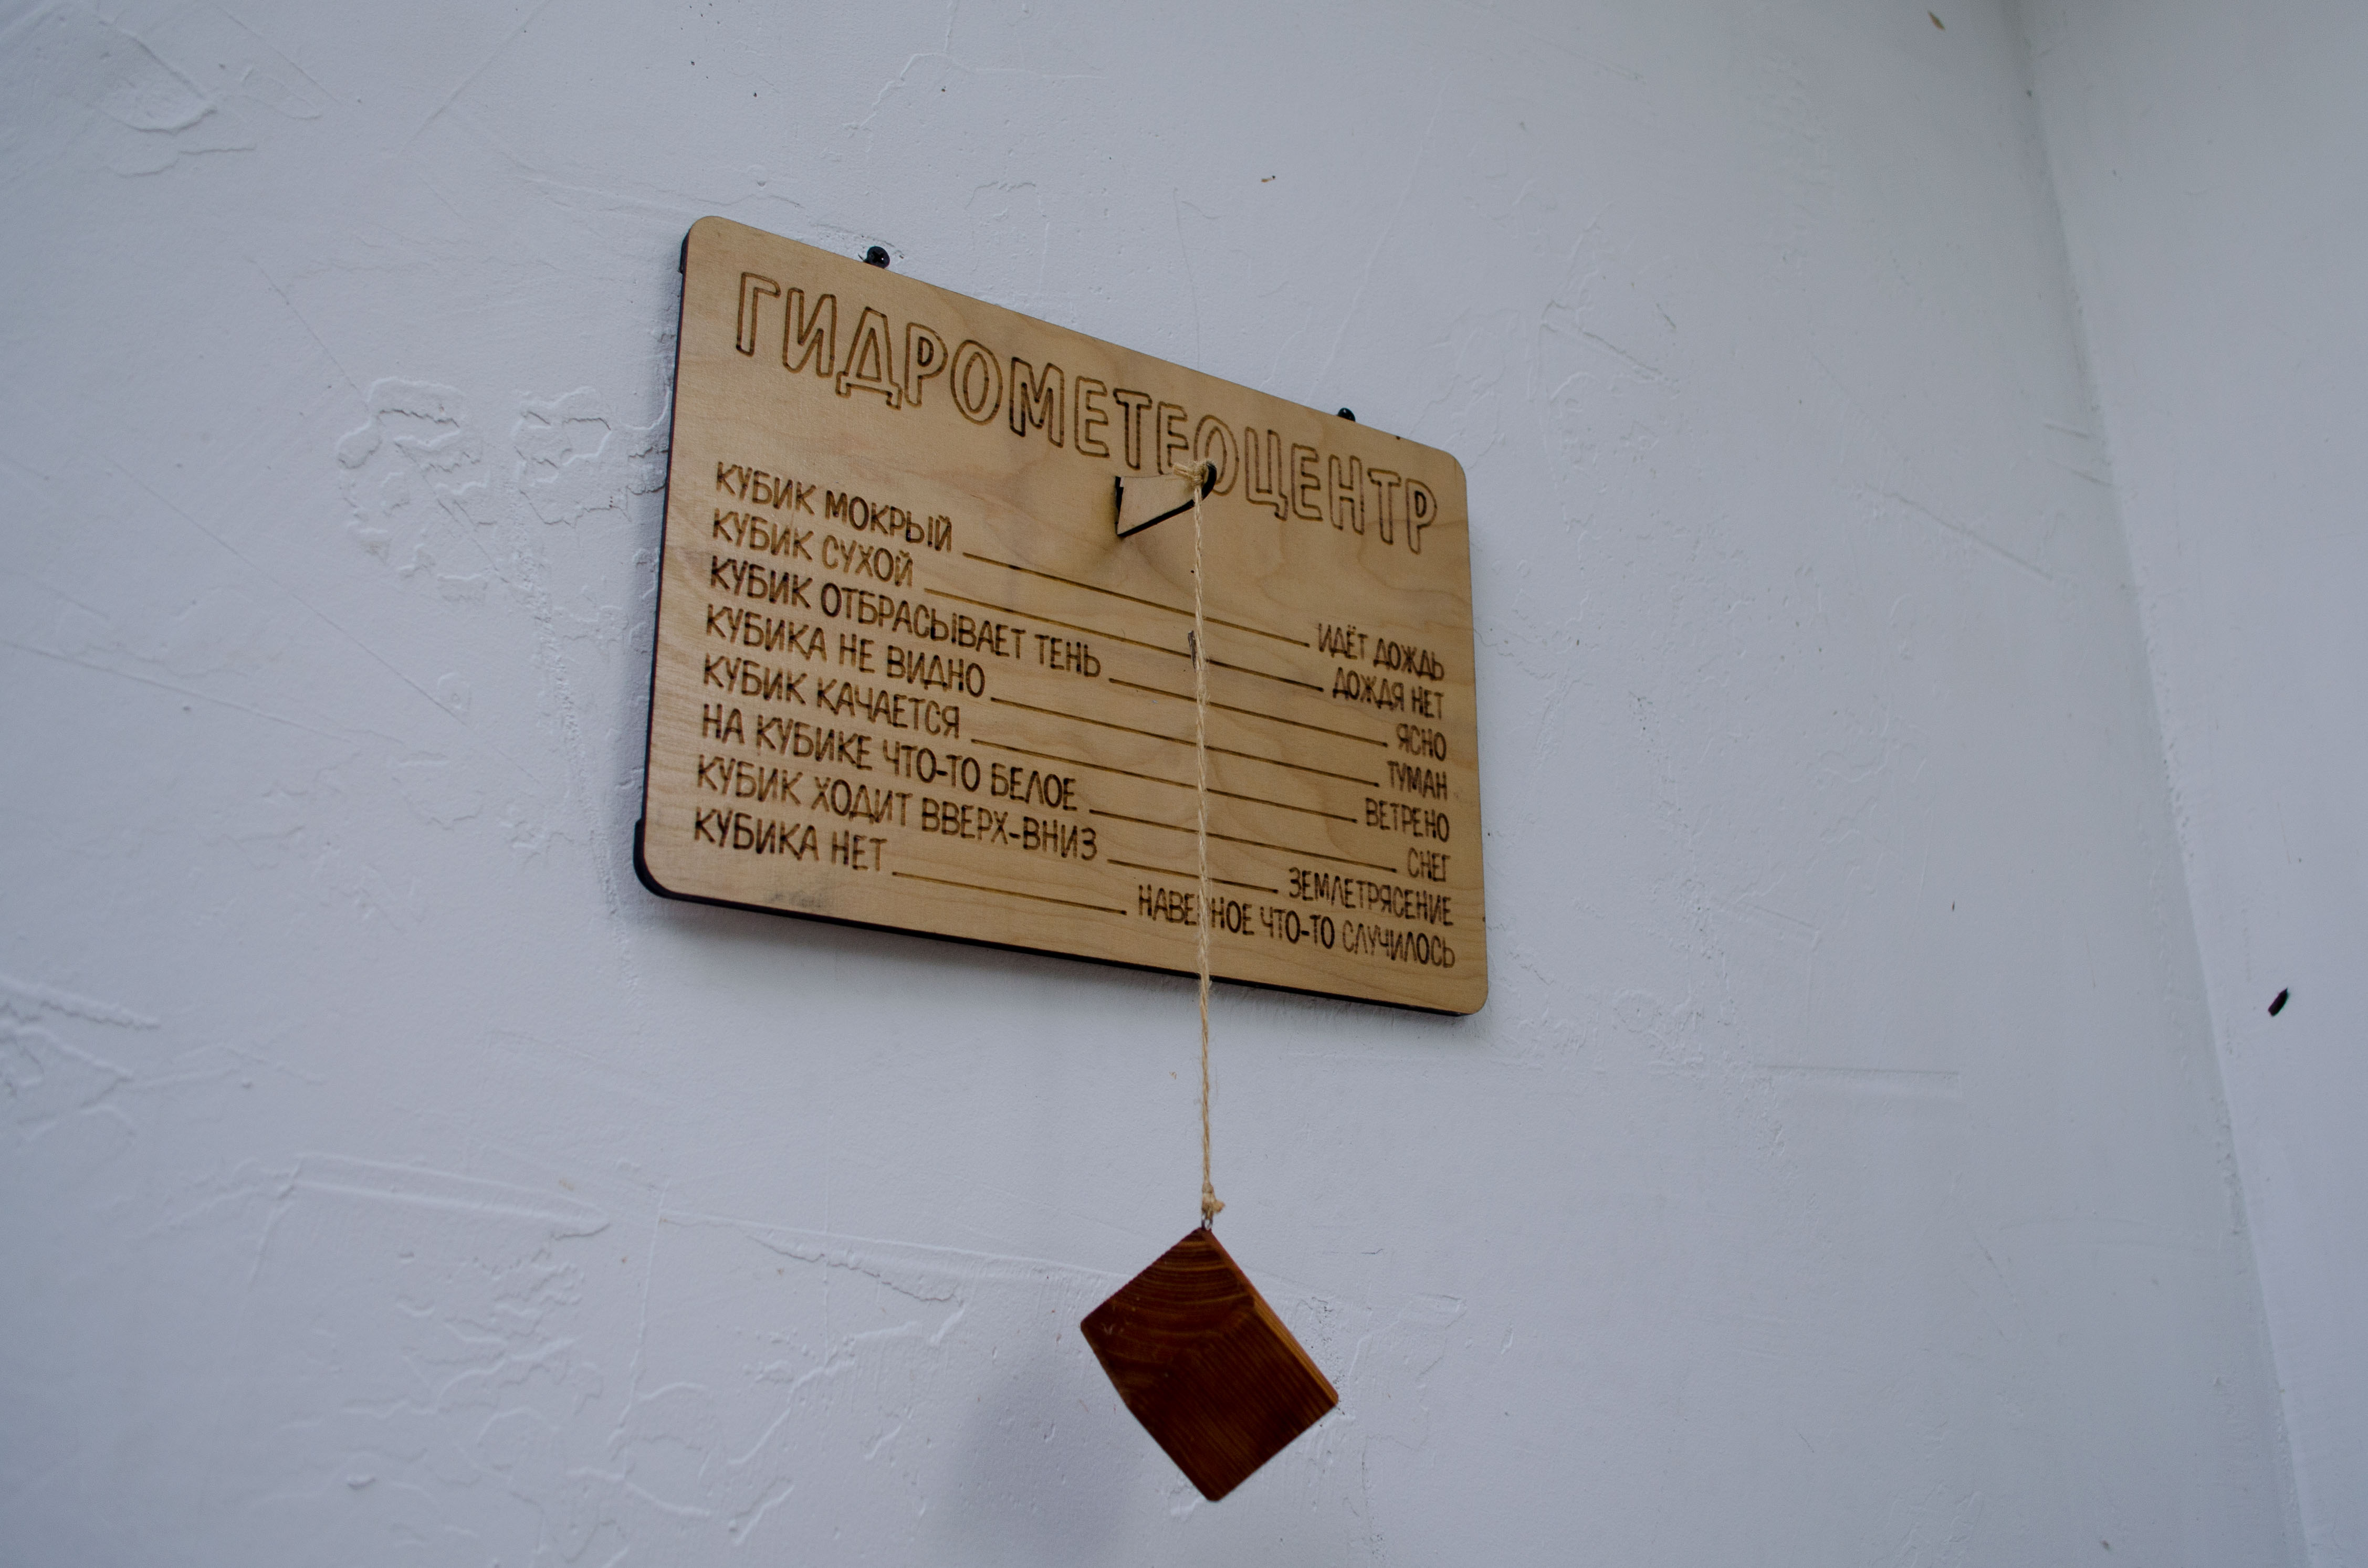 ГИДРОМЕТЕОЦЕНТР
КУБИК МОКРЫЙ ИДЁТ ДОЖДЬ
КУБИК СУХОЙ ДОЖДЯ НЕТ
КУБИК ОТБРАСЫВАЕТ ТЕНЬ ЯСНО
КУБИКА НЕ ВИДНО ТУМАН
КУБИК КАЧАЕТСЯ ВЕТРЕНО
НА КУБИКЕ ЧТО-ТО БЕЛОЕ СНЕГ
КУБИК ХОДИТ ВВЕРХ-ВНИЗ ЗЕМЛЕТРЯСЕНИЕ
КУБИКА НЕТ НАВЕРНОЕ ЧТО-ТО СЛУЧИЛОСЬ